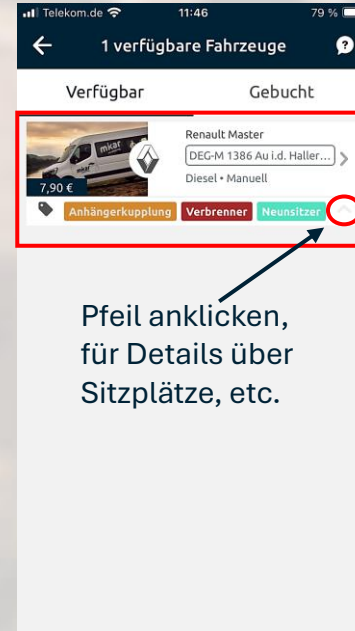 Telekom.de 11:46 79 %
1 verfügbare Fahrzeuge ?
Verfügbar Gebucht
Renault Master
DEG-M 1386 Au i.d. Haller...
Diesel • Manuell
mkar
7,90 €
Anhängerkupplung Verbrenner Neunsitzer
Pfeil anklicken,
für Details über
Sitzplätze, etc.